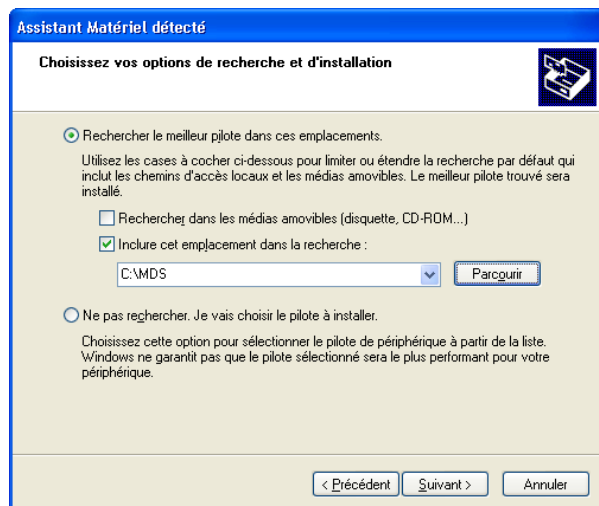 Assistant Matériel détecté
Choisissez vos options de recherche et d'installation
Rechercher le meilleur pilote dans ces emplacements.
Utilisez les cases à cocher ci-dessous pour limiter ou étendre la recherche par défaut qui
inclut les chemins d'accès locaux et les médias amovibles. Le meilleur pilote trouvé sera
installé.
Rechercher dans les médias amovibles (disquette, CD-ROM...)
Inclure cet emplacement dans la recherche :
C:\MDS
Parcourir
Ne pas rechercher. Je vais choisir le pilote à installer.
Choisissez cette option pour sélectionner le pilote de périphérique à partir de la liste.
Windows ne garantit pas que le pilote sélectionné sera le plus performant pour votre
périphérique.
< Précédent Suivant > Annuler